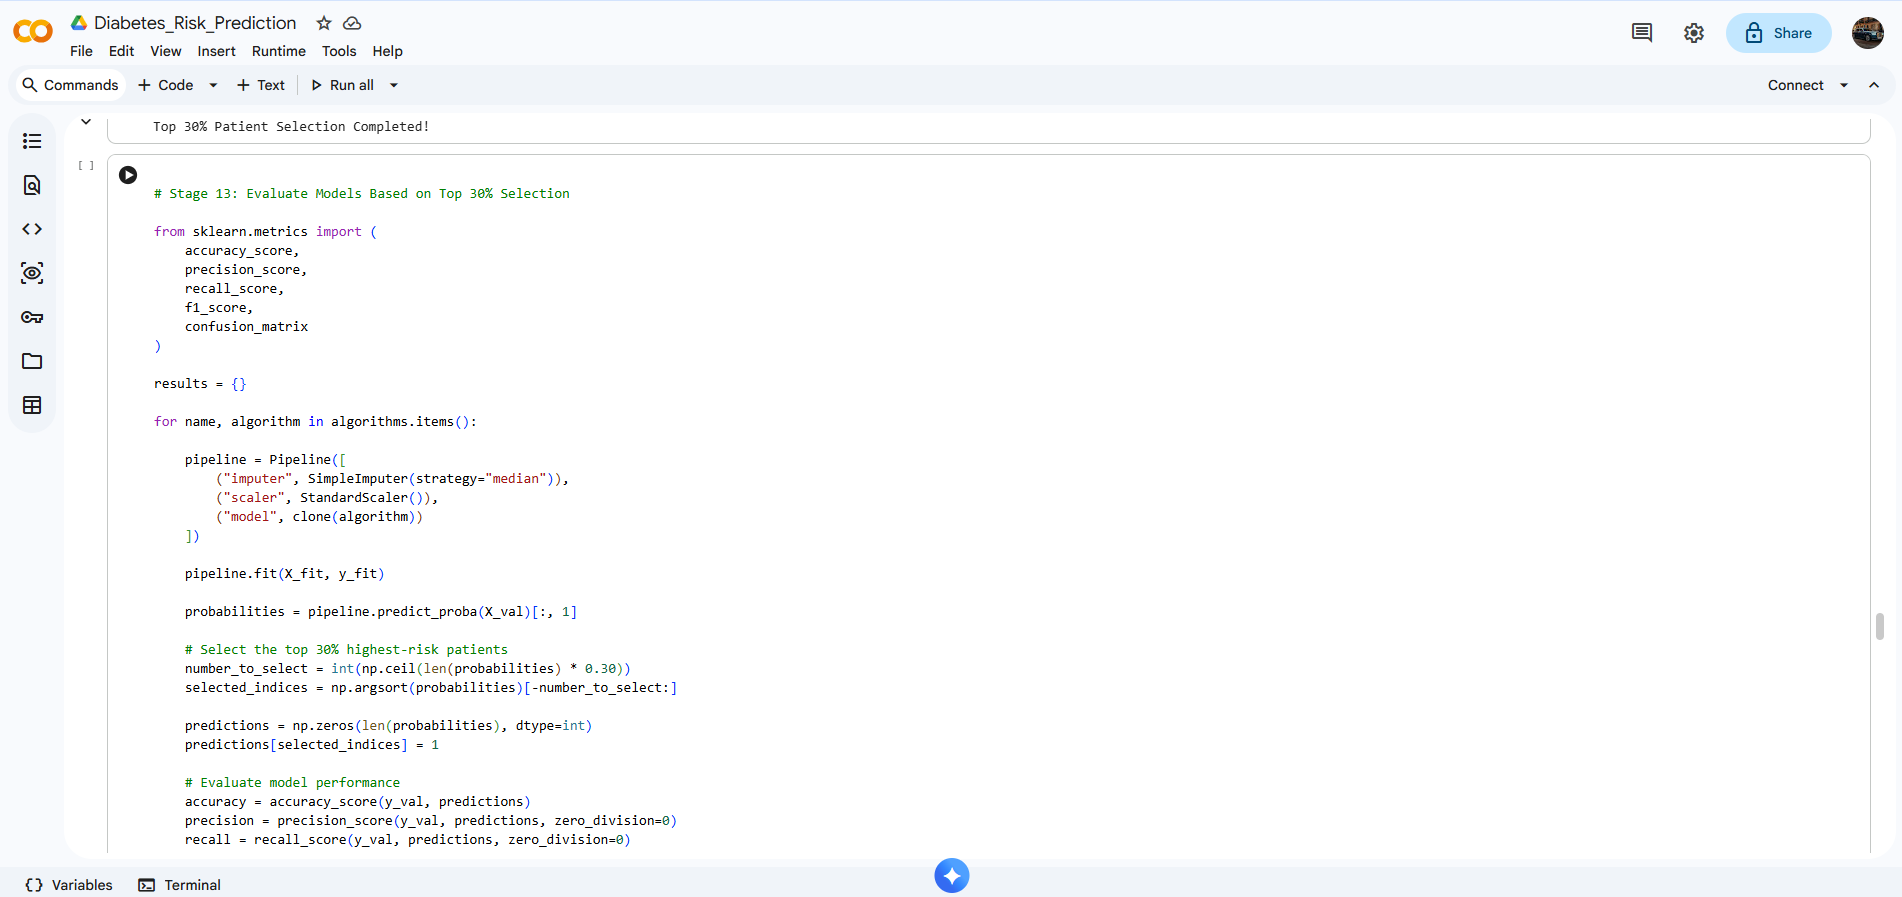 Diabetes_Risk_Prediction
File Edit View Insert Runtime Tools Help
Share
Commands + Code + Text Run all
Connect
Top 30% Patient Selection Completed!
[ ]
# Stage 13: Evaluate Models Based on Top 30% Selection
from sklearn.metrics import (
    accuracy_score,
    precision_score,
    recall_score,
    f1_score,
    confusion_matrix
)
results = {}
for name, algorithm in algorithms.items():
    pipeline = Pipeline([
        ("imputer", SimpleImputer(strategy="median")),
        ("scaler", StandardScaler()),
        ("model", clone(algorithm))
    ])
    pipeline.fit(X_fit, y_fit)
    probabilities = pipeline.predict_proba(X_val)[:, 1]
    # Select the top 30% highest-risk patients
    number_to_select = int(np.ceil(len(probabilities) * 0.30))
    selected_indices = np.argsort(probabilities)[-number_to_select:]
    predictions = np.zeros(len(probabilities), dtype=int)
    predictions[selected_indices] = 1
    # Evaluate model performance
    accuracy = accuracy_score(y_val, predictions)
    precision = precision_score(y_val, predictions, zero_division=0)
    recall = recall_score(y_val, predictions, zero_division=0)
{} Variables Terminal